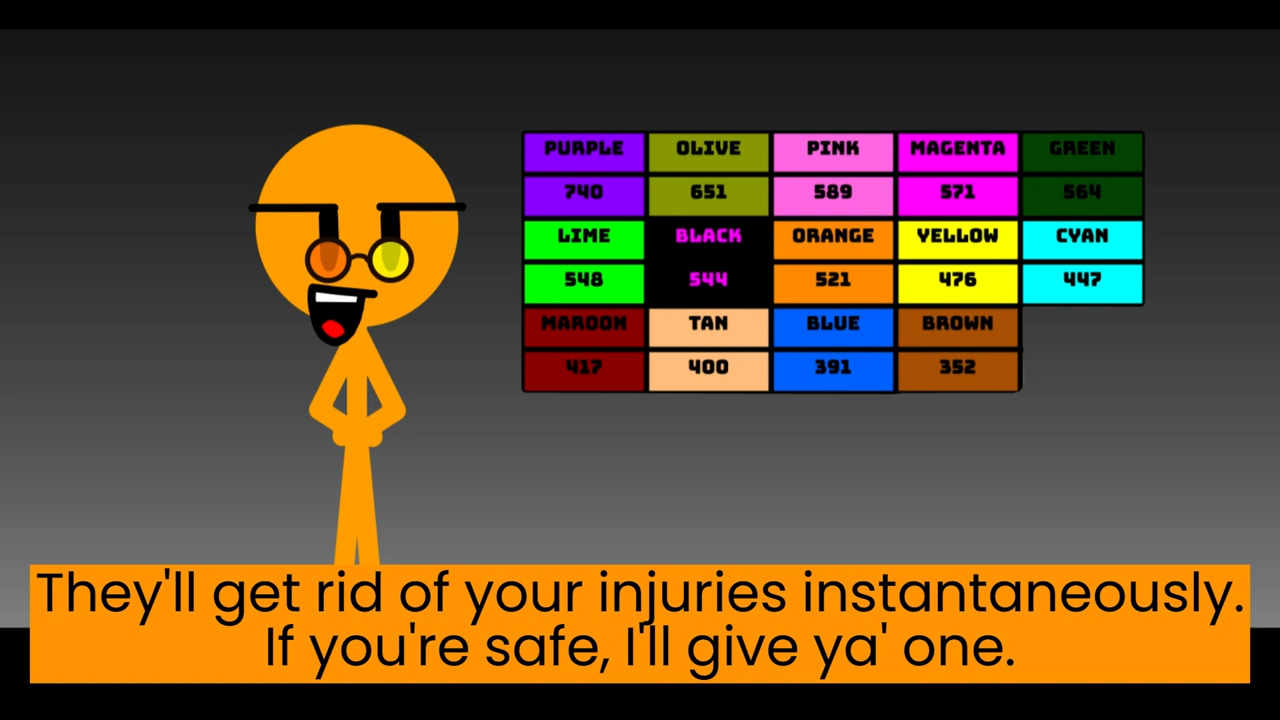 PURPLE OLIVE PINK MAGENTA GREEN
740 651 589 571 564
LIME BLACK ORANGE YELLOW CYAN
548 544 521 476 447
MAROON TAN BLUE BROWN
417 400 391 352
They'll get rid of your injuries instantaneously.
If you're safe, I'll give ya' one.